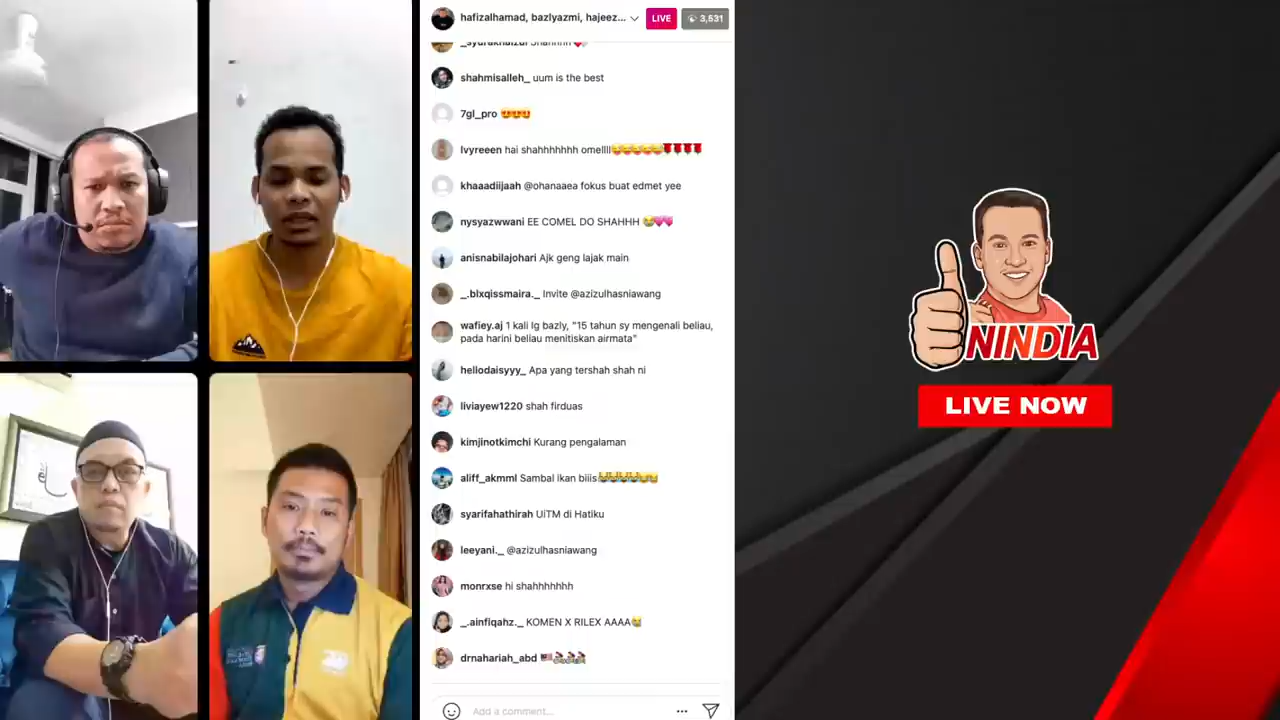 hafizalhamad, bazlyazmi, hajeez...
LIVE
3,531
shahmisalleh_ uum is the best
7gl_pro 😍😍😍
lvyreeen hai shahhhhhhh omellll😝😝😝😝😝🌹🌹🌹🌹
khaaadiijaah @ohanaaea fokus buat edmet yee
nysyazwwani EE COMEL DO SHAHHH 😭💗💗
anisnabilajohari Ajk geng lajak main
_.blxqissmaira._ Invite @azizulhasniawang
wafiey.aj 1 kali lg bazly, "15 tahun sy mengenali beliau,
pada harini beliau menitiskan airmata"
hellodaisyyy_ Apa yang tershah shah ni
liviayew1220 shah firduas
kimjinotkimchi Kurang pengalaman
aliff_akmml Sambal ikan biiis
syarifahathirah UiTM di Hatiku
leeyani._ @azizulhasniawang
monrxse hi shahhhhhhh
_.ainfiqahz._ KOMEN X RILEX AAAA😭
drnahariah_abd 🇲🇾
Add a comment...
NINDIA
LIVE NOW